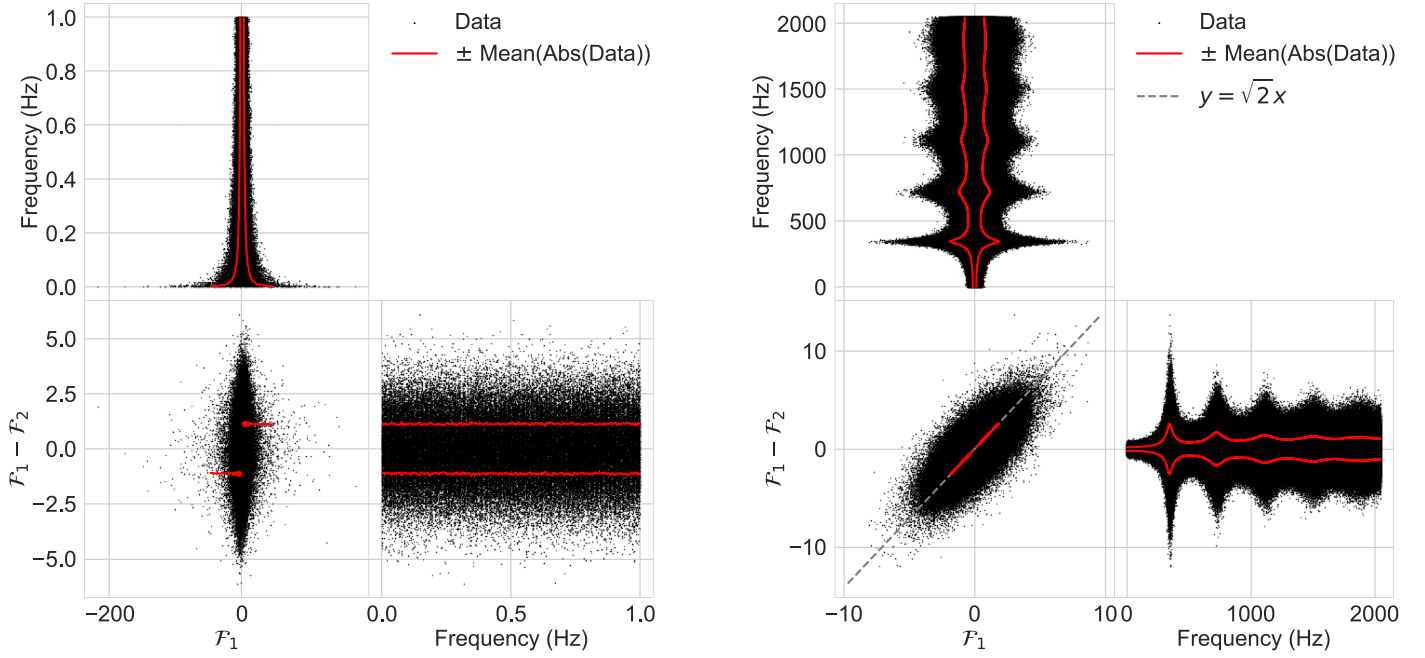 1.0
0.8
0.6
0.4
0.2
0.0
Frequency (Hz)
Data
± Mean(Abs(Data))
5.0
2.5
0.0
−2.5
−5.0
ℱ₁ − ℱ₂
−200
0
ℱ₁
0.0
0.5
1.0
Frequency (Hz)
2000
1500
1000
500
0
Frequency (Hz)
Data
± Mean(Abs(Data))
y = √2x
10
0
−10
ℱ₁ − ℱ₂
−10
0
10
ℱ₁
0
1000
2000
Frequency (Hz)